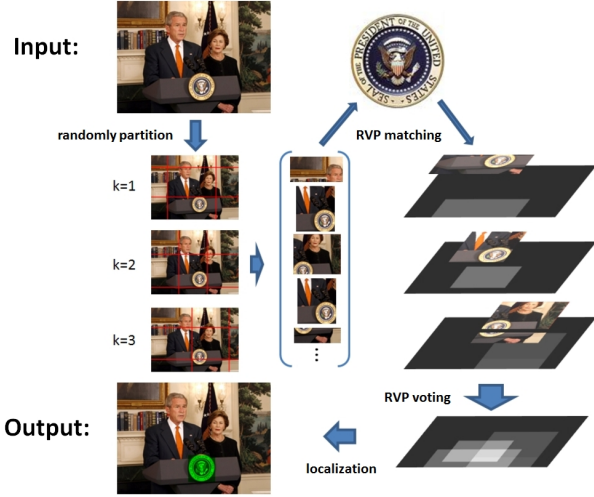 Input:
SEAL OF THE PRESIDENT OF THE UNITED STATES
randomly partition
RVP matching
k=1
k=2
k=3
⋮
RVP voting
Output:
localization